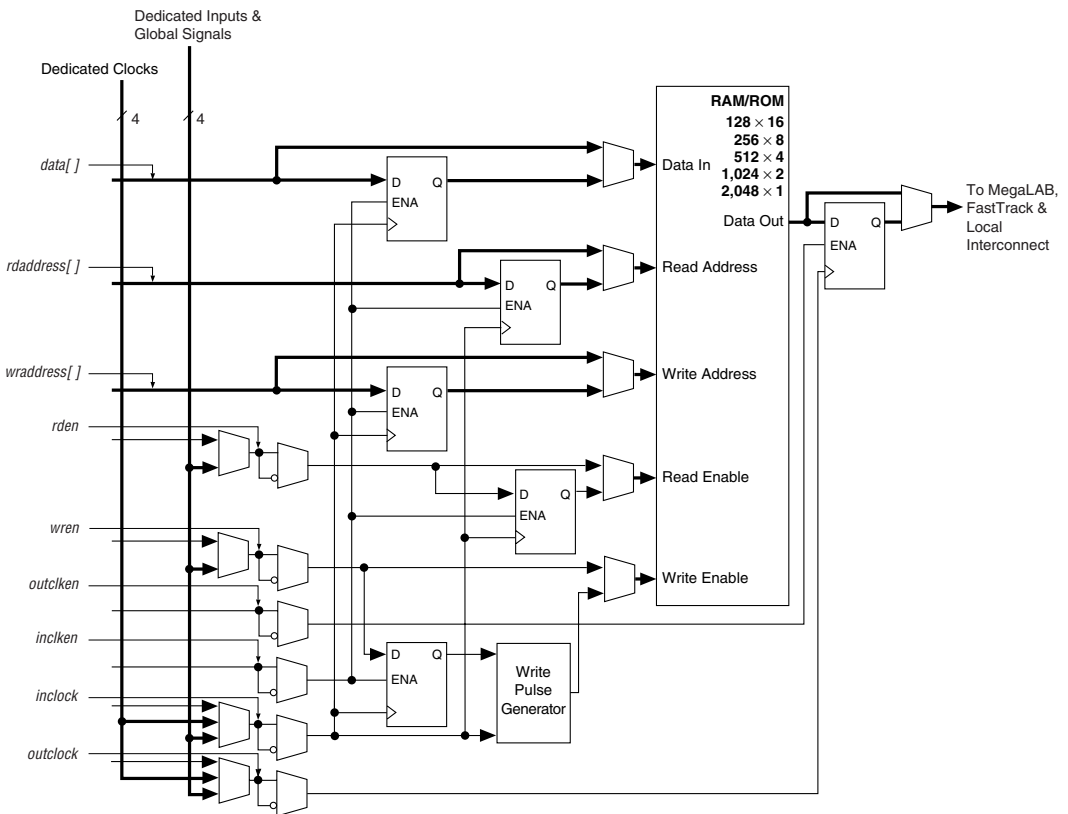 Dedicated Inputs &
Global Signals
Dedicated Clocks
4
4
RAM/ROM
128 × 16
256 × 8
512 × 4
1,024 × 2
2,048 × 1
data[ ]
D Q
ENA
Data In
Data Out
D Q
ENA
To MegaLAB,
FastTrack &
Local
Interconnect
rdaddress[ ]
D Q
ENA
Read Address
wraddress[ ]
D Q
ENA
Write Address
rden
D Q
ENA
Read Enable
wren
Write Enable
outclken
inclken
D Q
ENA
Write
Pulse
Generator
inclock
outclock